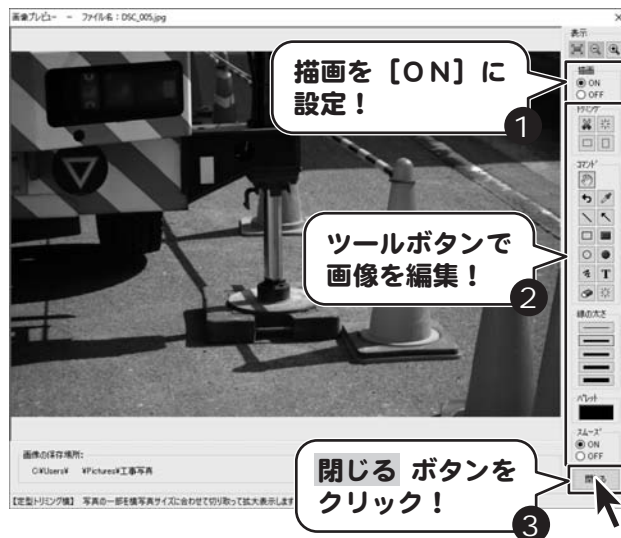 画像プレビュー － ファイル名：DSC_005.jpg
表示
描画を［ＯＮ］に
設定！
1
描画
ON
OFF
トリミング
コマンド
T
ツールボタンで
画像を編集！
2
線の太さ
パレット
スムーズ
ON
OFF
画像の保存場所:
C:¥Users¥ ¥Pictures¥工事写真
閉じる ボタンを
クリック！
3
【定型トリミング横】 写真の一部を横写真サイズに合わせて切り取って拡大表示します